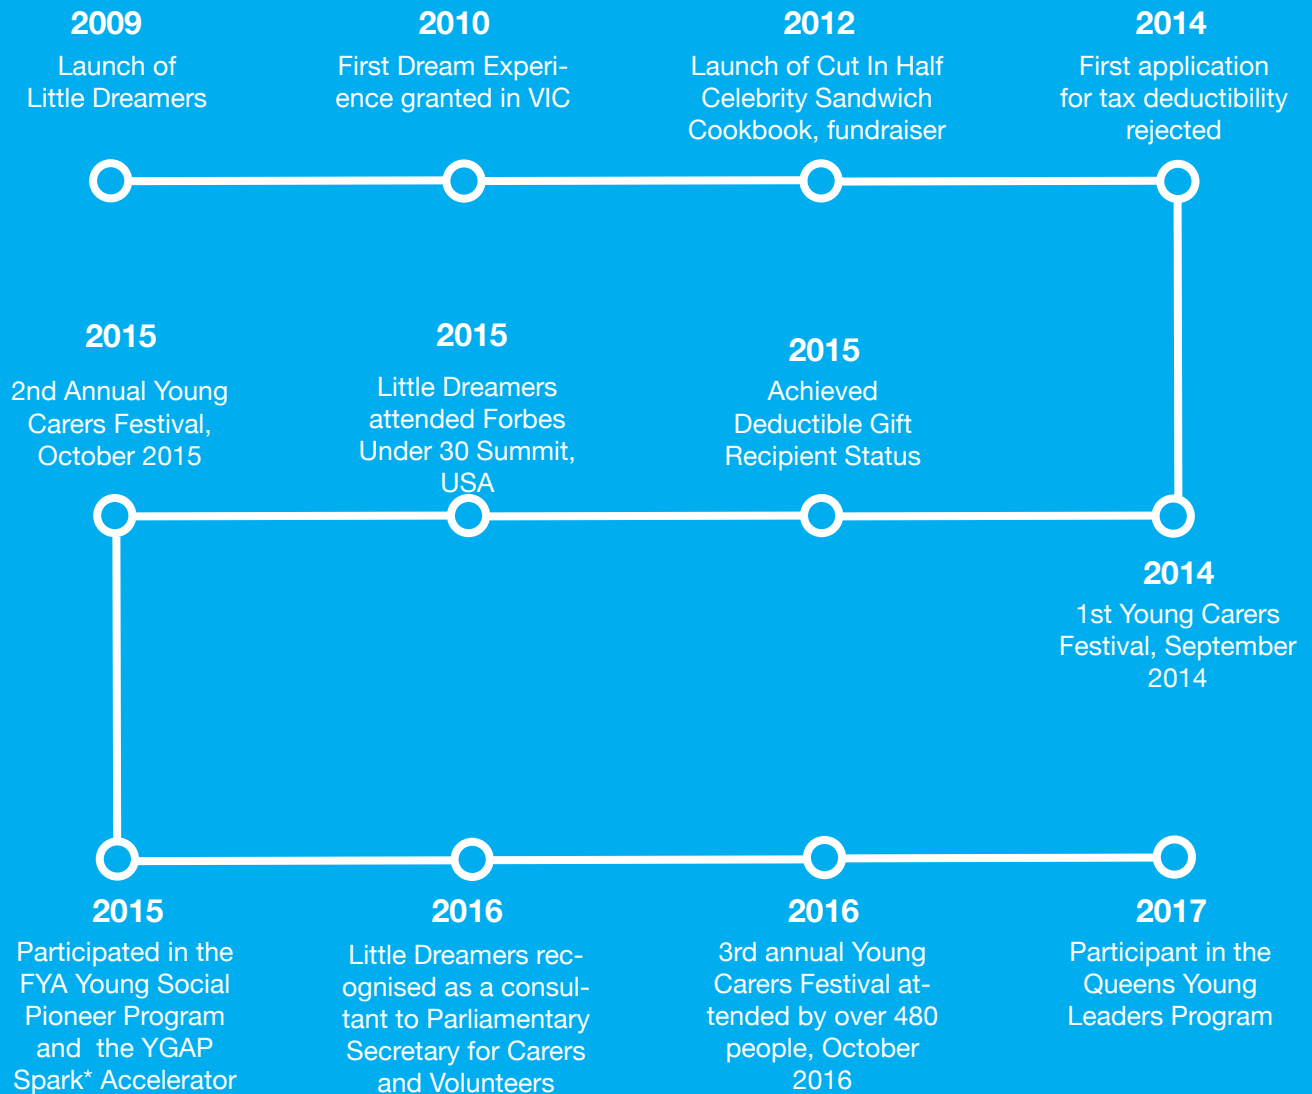 2009
Launch of
Little Dreamers
2010
First Dream Experi-
ence granted in VIC
2012
Launch of Cut In Half
Celebrity Sandwich
Cookbook, fundraiser
2014
First application
for tax deductibility
rejected
2014
1st Young Carers
Festival, September
2014
2015
Achieved
Deductible Gift
Recipient Status
2015
Little Dreamers
attended Forbes
Under 30 Summit,
USA
2015
2nd Annual Young
Carers Festival,
October 2015
2015
Participated in the
FYA Young Social
Pioneer Program
and  the YGAP
Spark* Accelerator
2016
Little Dreamers rec-
ognised as a consul-
tant to Parliamentary
Secretary for Carers
and Volunteers
2016
3rd annual Young
Carers Festival at-
tended by over 480
people, October
2016
2017
Participant in the
Queens Young
Leaders Program